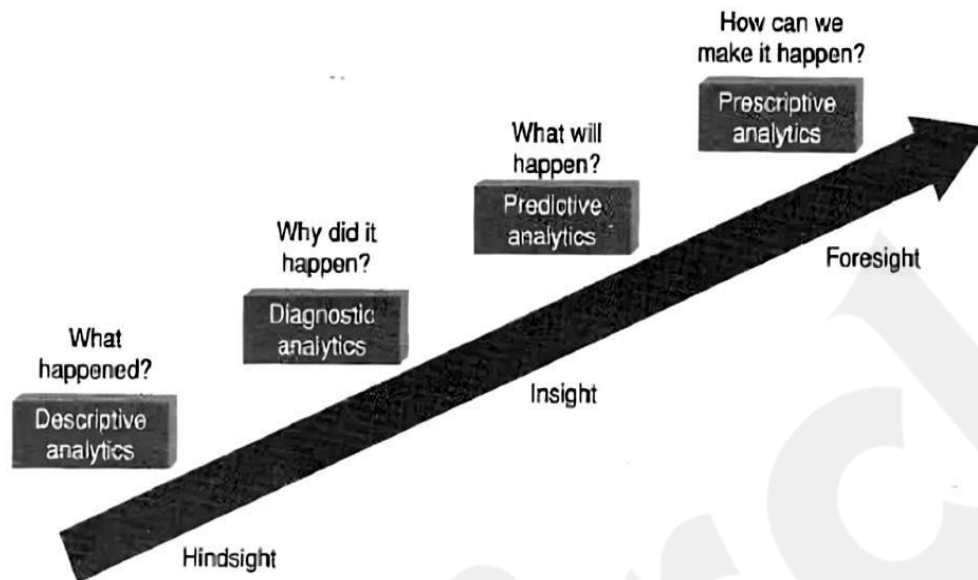 How can we
make it happen?
Prescriptive
analytics
What will
happen?
Predictive
analytics
Why did it
happen?
Diagnostic
analytics
What
happened?
Descriptive
analytics
Foresight
Insight
Hindsight